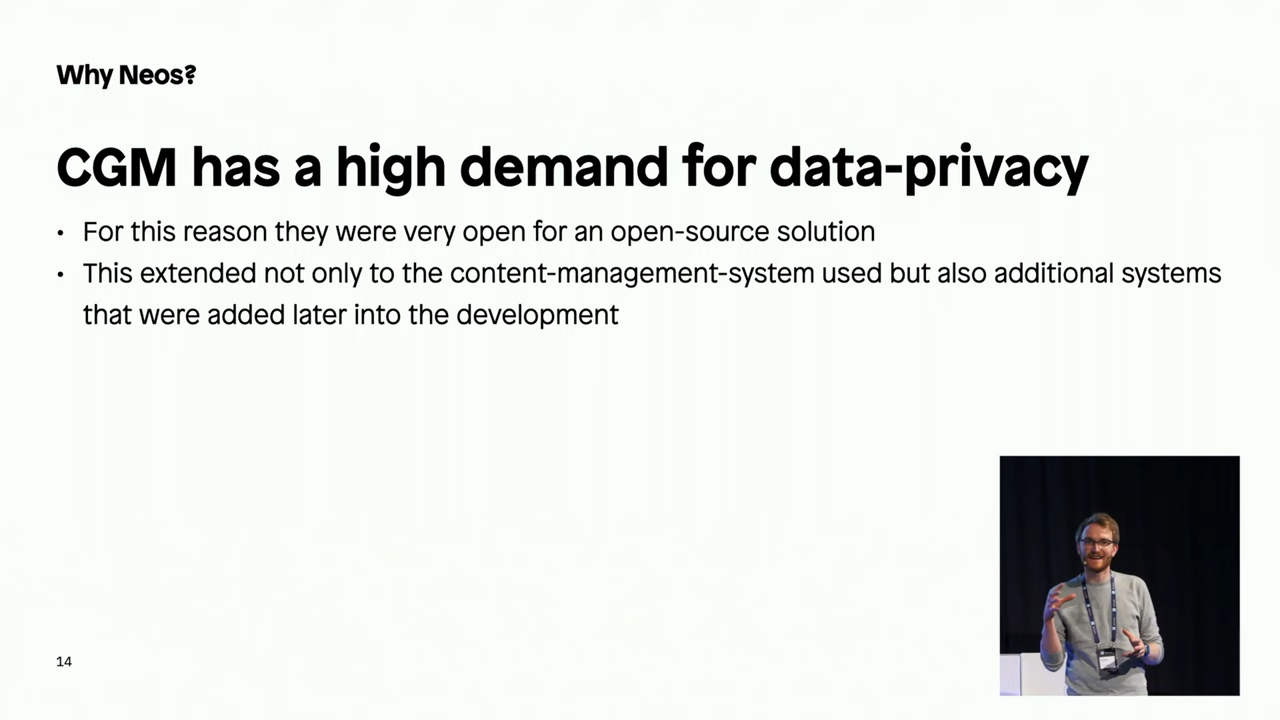 Why Neos?
CGM has a high demand for data-privacy
• For this reason they were very open for an open-source solution
• This extended not only to the content-management-system used but also additional systems
that were added later into the development
14